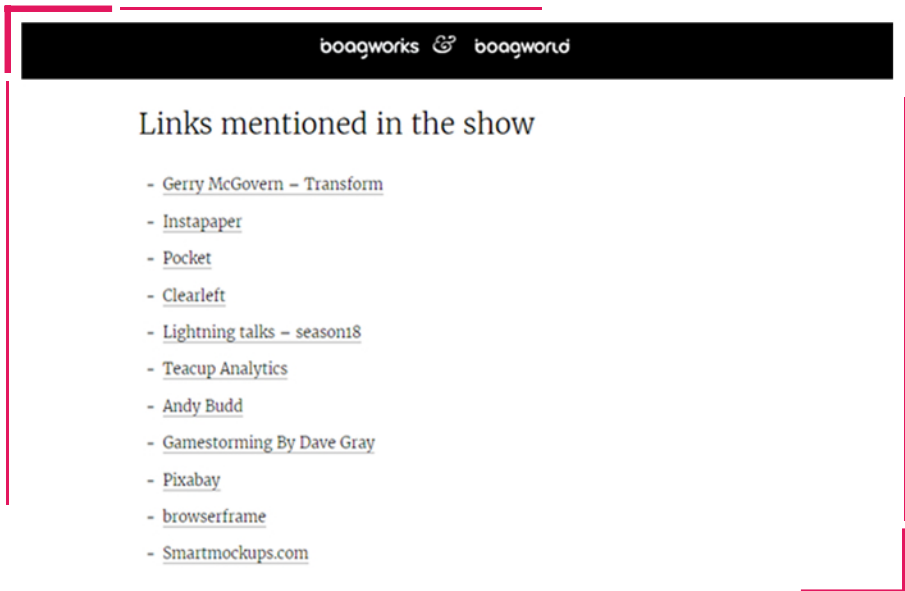 boagworks & boagworld
Links mentioned in the show
- Gerry McGovern – Transform
- Instapaper
- Pocket
- Clearleft
- Lightning talks – season18
- Teacup Analytics
- Andy Budd
- Gamestorming By Dave Gray
- Pixabay
- browserframe
- Smartmockups.com